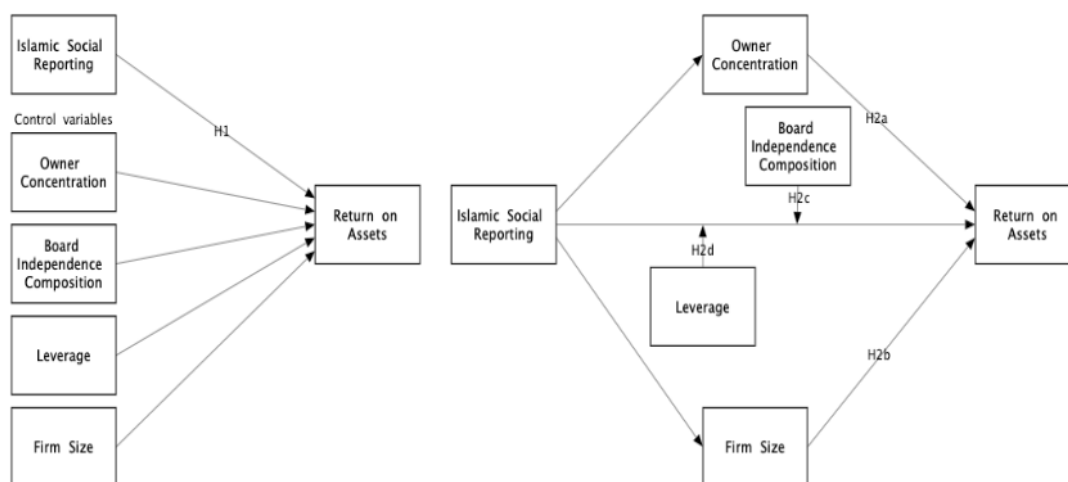 Islamic Social
Reporting
Control variables
H1
Owner
Concentration
Board
Independence
Composition
Leverage
Firm Size
Return on
Assets
Owner
Concentration
H2a
Board
Independence
Composition
H2c
Islamic Social
Reporting
Return on
Assets
H2d
Leverage
H2b
Firm Size